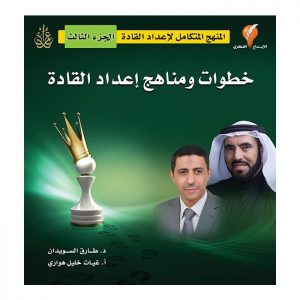 المنهج المتكامل لإعداد القادة الجزء الثالث
الإبداع الفكري
خطوات ومناهج إعداد القادة
د. طارق السويدان
أ. غياث خليل هواري